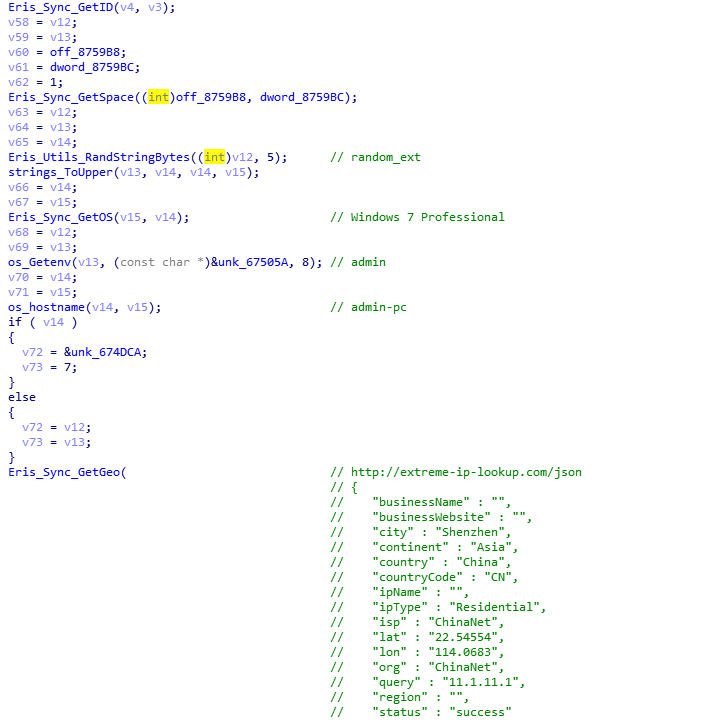 Eris_Sync_GetID(v4, v3);
v58 = v12;
v59 = v13;
v60 = off_8759B8;
v61 = dword_8759BC;
v62 = 1;
Eris_Sync_GetSpace((int)off_8759B8, dword_8759BC);
v63 = v12;
v64 = v13;
v65 = v14;
Eris_Utils_RandStringBytes((int)v12, 5); // random_ext
strings_ToUpper(v13, v14, v14, v15);
v66 = v14;
v67 = v15;
Eris_Sync_GetOS(v15, v14); // Windows 7 Professional
v68 = v12;
v69 = v13;
os_Getenv(v13, (const char *)&unk_67505A, 8); // admin
v70 = v14;
v71 = v15;
os_hostname(v14, v15); // admin-pc
if ( v14 )
{
  v72 = &unk_674DCA;
  v73 = 7;
}
else
{
  v72 = v12;
  v73 = v13;
}
Eris_Sync_GetGeo( // http://extreme-ip-lookup.com/json
// {
//    "businessName" : "",
//    "businessWebsite" : "",
//    "city" : "Shenzhen",
//    "continent" : "Asia",
//    "country" : "China",
//    "countryCode" : "CN",
//    "ipName" : "",
//    "ipType" : "Residential",
//    "isp" : "ChinaNet",
//    "lat" : "22.54554",
//    "lon" : "114.0683",
//    "org" : "ChinaNet",
//    "query" : "11.1.11.1",
//    "region" : "",
//    "status" : "success"